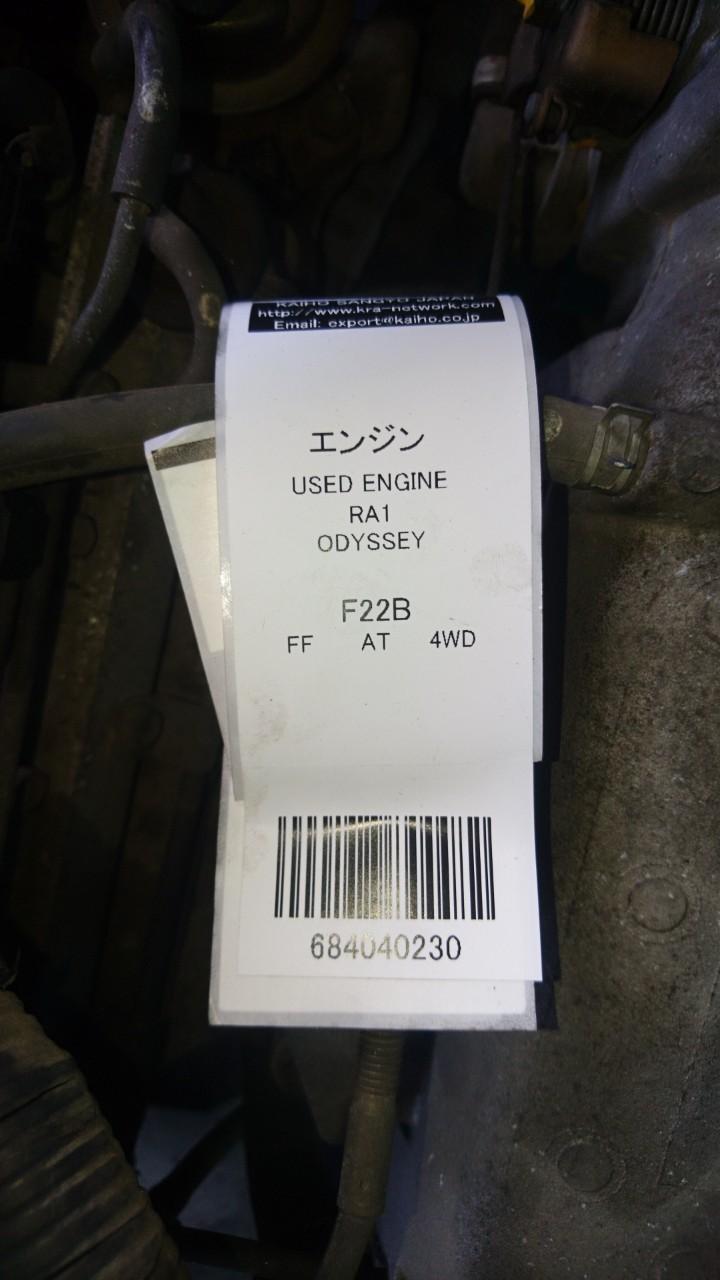 KAIHO SANGYO JAPAN
http://www.kra-network.com
Email: export@kaiho.co.jp
エンジン
USED ENGINE
RA1
ODYSSEY
F22B
FF AT 4WD
684040230